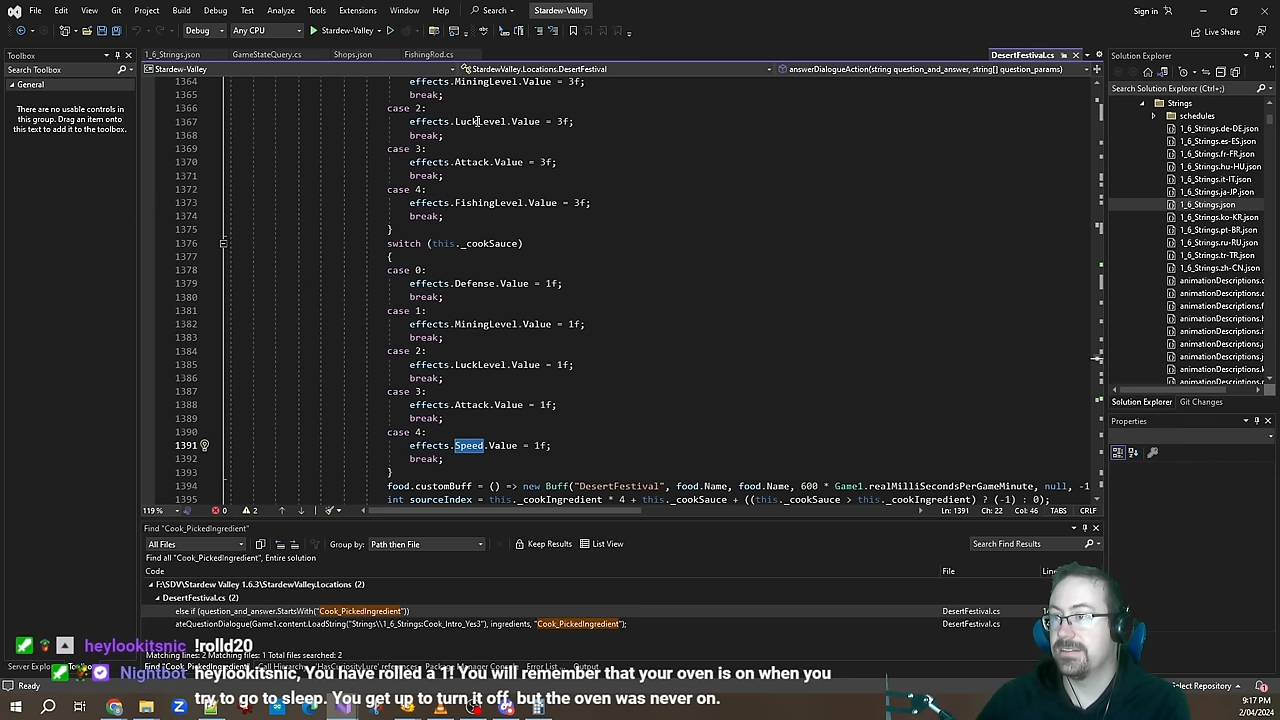 File Edit View Git Project Build Debug Test Analyze Tools Extensions Window Help Search Stardew-Valley Sign in
Debug Any CPU Stardew-Valley Live Share
Toolbox 1_6_Strings.json GameStateQuery.cs Shops.json FishingRod.cs DesertFestival.cs Solution Explorer
Search Toolbox Stardew-Valley StardewValley.Locations.DesertFestival answerDialogueAction(string question_and_answer, string[] question_params)
General
There are no usable controls in
this group. Drag an item onto
this text to add it to the toolbox.
1364 effects.MiningLevel.Value = 3f;
1365 break;
1366 case 2:
1367 effects.LuckLevel.Value = 3f;
1368 break;
1369 case 3:
1370 effects.Attack.Value = 3f;
1371 break;
1372 case 4:
1373 effects.FishingLevel.Value = 3f;
1374 break;
1375 }
1376 switch (this._cookSauce)
1377 {
1378 case 0:
1379 effects.Defense.Value = 1f;
1380 break;
1381 case 1:
1382 effects.MiningLevel.Value = 1f;
1383 break;
1384 case 2:
1385 effects.LuckLevel.Value = 1f;
1386 break;
1387 case 3:
1388 effects.Attack.Value = 1f;
1389 break;
1390 case 4:
1391 effects.Speed.Value = 1f;
1392 break;
1393 }
1394 food.customBuff = () => new Buff("DesertFestival", food.Name, food.Name, 600 * Game1.realMilliSecondsPerGameMinute, null, -1
1395 int sourceIndex = this._cookIngredient * 4 + this._cookSauce + ((this._cookSauce > this._cookIngredient) ? (-1) : 0);
119 % 0 2 Ln: 1391 Ch: 22 Col: 46 TABS CRLF
Search Solution Explorer (Ctrl+;)
Strings
schedules
1_6_Strings.de-DE.json
1_6_Strings.es-ES.json
1_6_Strings.fr-FR.json
1_6_Strings.hu-HU.json
1_6_Strings.it-IT.json
1_6_Strings.ja-JP.json
1_6_Strings.json
1_6_Strings.ko-KR.json
1_6_Strings.pt-BR.json
1_6_Strings.ru-RU.json
1_6_Strings.tr-TR.json
1_6_Strings.zh-CN.json
animationDescriptions.
animationDescriptions.
animationDescriptions.
animationDescriptions.
animationDescriptions.
animationDescriptions.
animationDescriptions.
animationDescriptions.
Solution Explorer Git Changes
Properties
Find "Cook_PickedIngredient"
All Files Group by: Path then File Keep Results List View Search Find Results
Find all "Cook_PickedIngredient", Entire solution
Code File
F:\SDV\Stardew Valley 1.6.3\StardewValley.Locations (2)
DesertFestival.cs (2)
else if (question_and_answer.StartsWith("Cook_PickedIngredient")) DesertFestival.cs
ateQuestionDialogue(Game1.content.LoadString("Strings\\1_6_Strings:Cook_Intro_Yes3"), ingredients, "Cook_PickedIngredient"); DesertFestival.cs
heylookitsnic !rolld20
Matching lines: 2 Matching files: 1 Total files searched: 2
Nightbot heylookitsnic, You have rolled a 1! You will remember that your oven is on when you
try to go to sleep. You get up to turn it off, but the oven was never on.
Ready
9:17 PM
2/04/2024